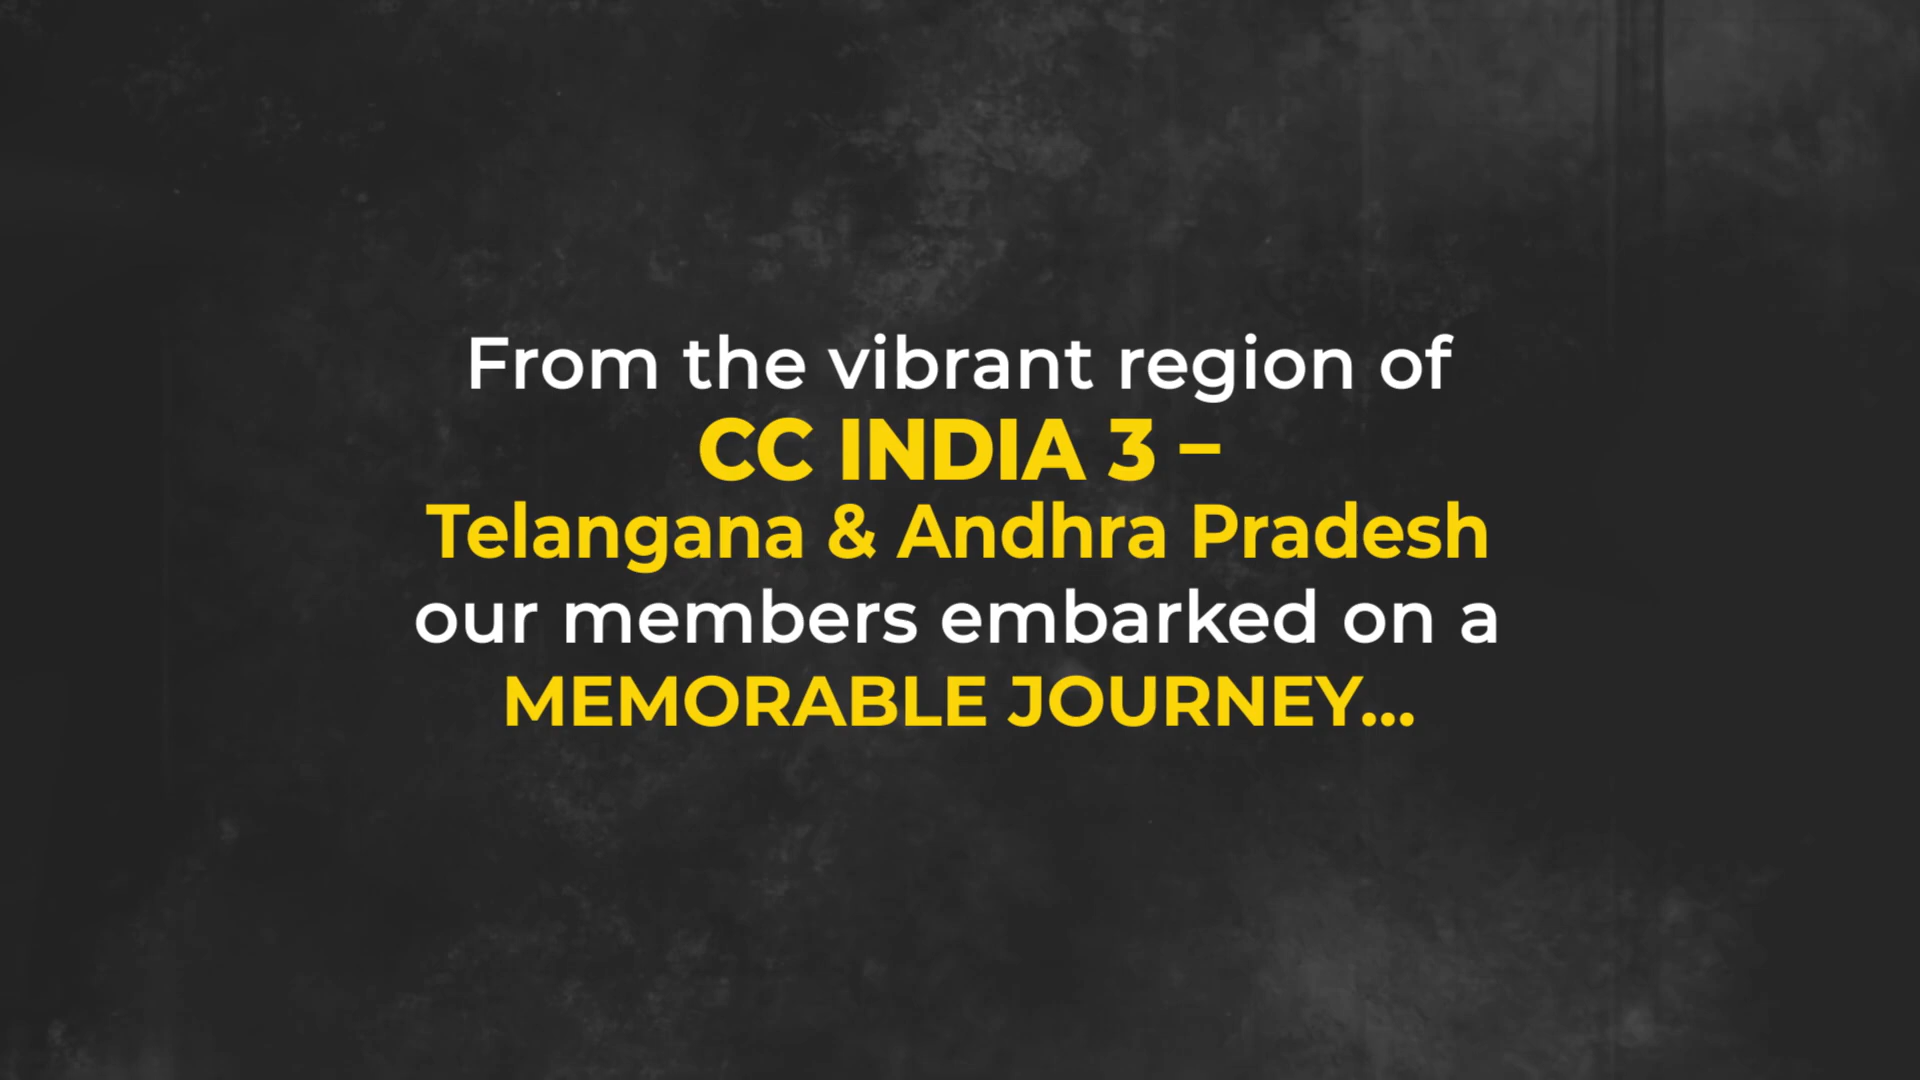 From the vibrant region of
CC INDIA 3 –
Telangana & Andhra Pradesh
our members embarked on a
MEMORABLE JOURNEY...